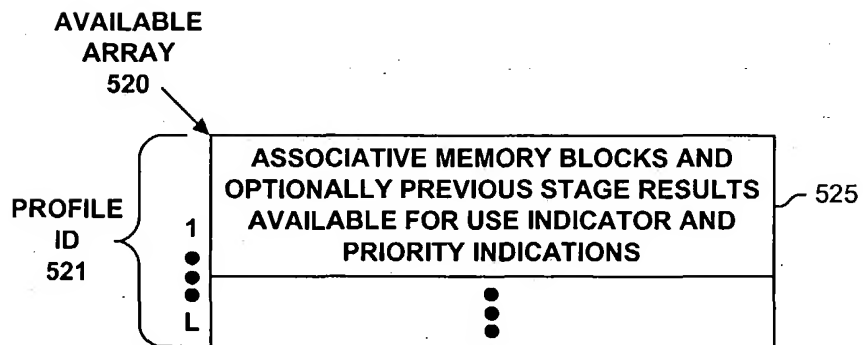 AVAILABLE
ARRAY
520
ASSOCIATIVE MEMORY BLOCKS AND
OPTIONALLY PREVIOUS STAGE RESULTS
AVAILABLE FOR USE INDICATOR AND
PRIORITY INDICATIONS
525
PROFILE
ID
521
1
L